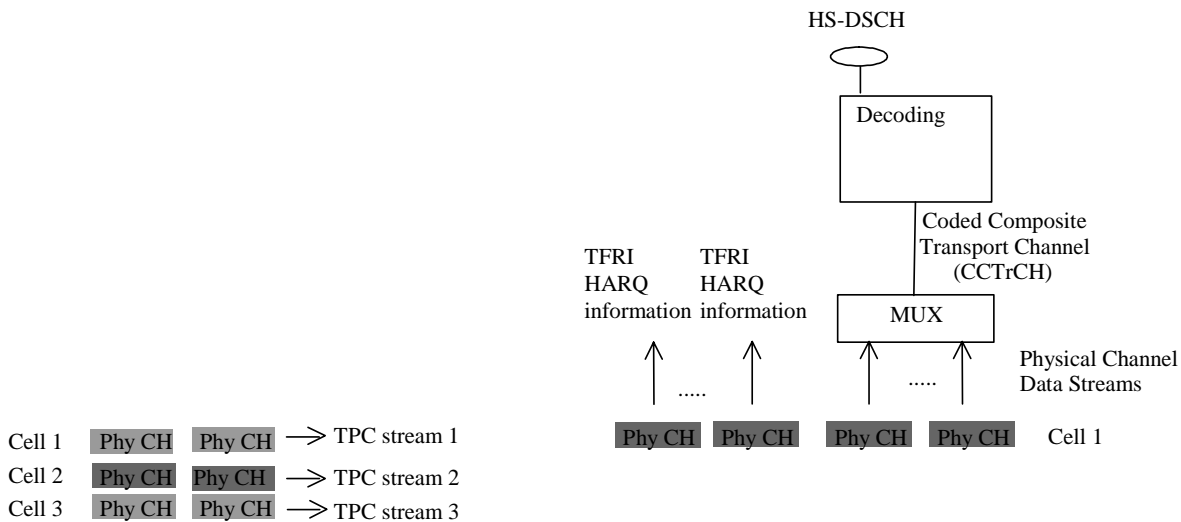 HS-DSCH
Decoding
Coded Composite
Transport Channel
(CCTrCH)
TFRI
HARQ
information
TFRI
HARQ
information
MUX
Physical Channel
Data Streams
.....
.....
Phy CH Phy CH Phy CH Phy CH Cell 1
Cell 1 Phy CH Phy CH TPC stream 1
Cell 2 Phy CH Phy CH TPC stream 2
Cell 3 Phy CH Phy CH TPC stream 3